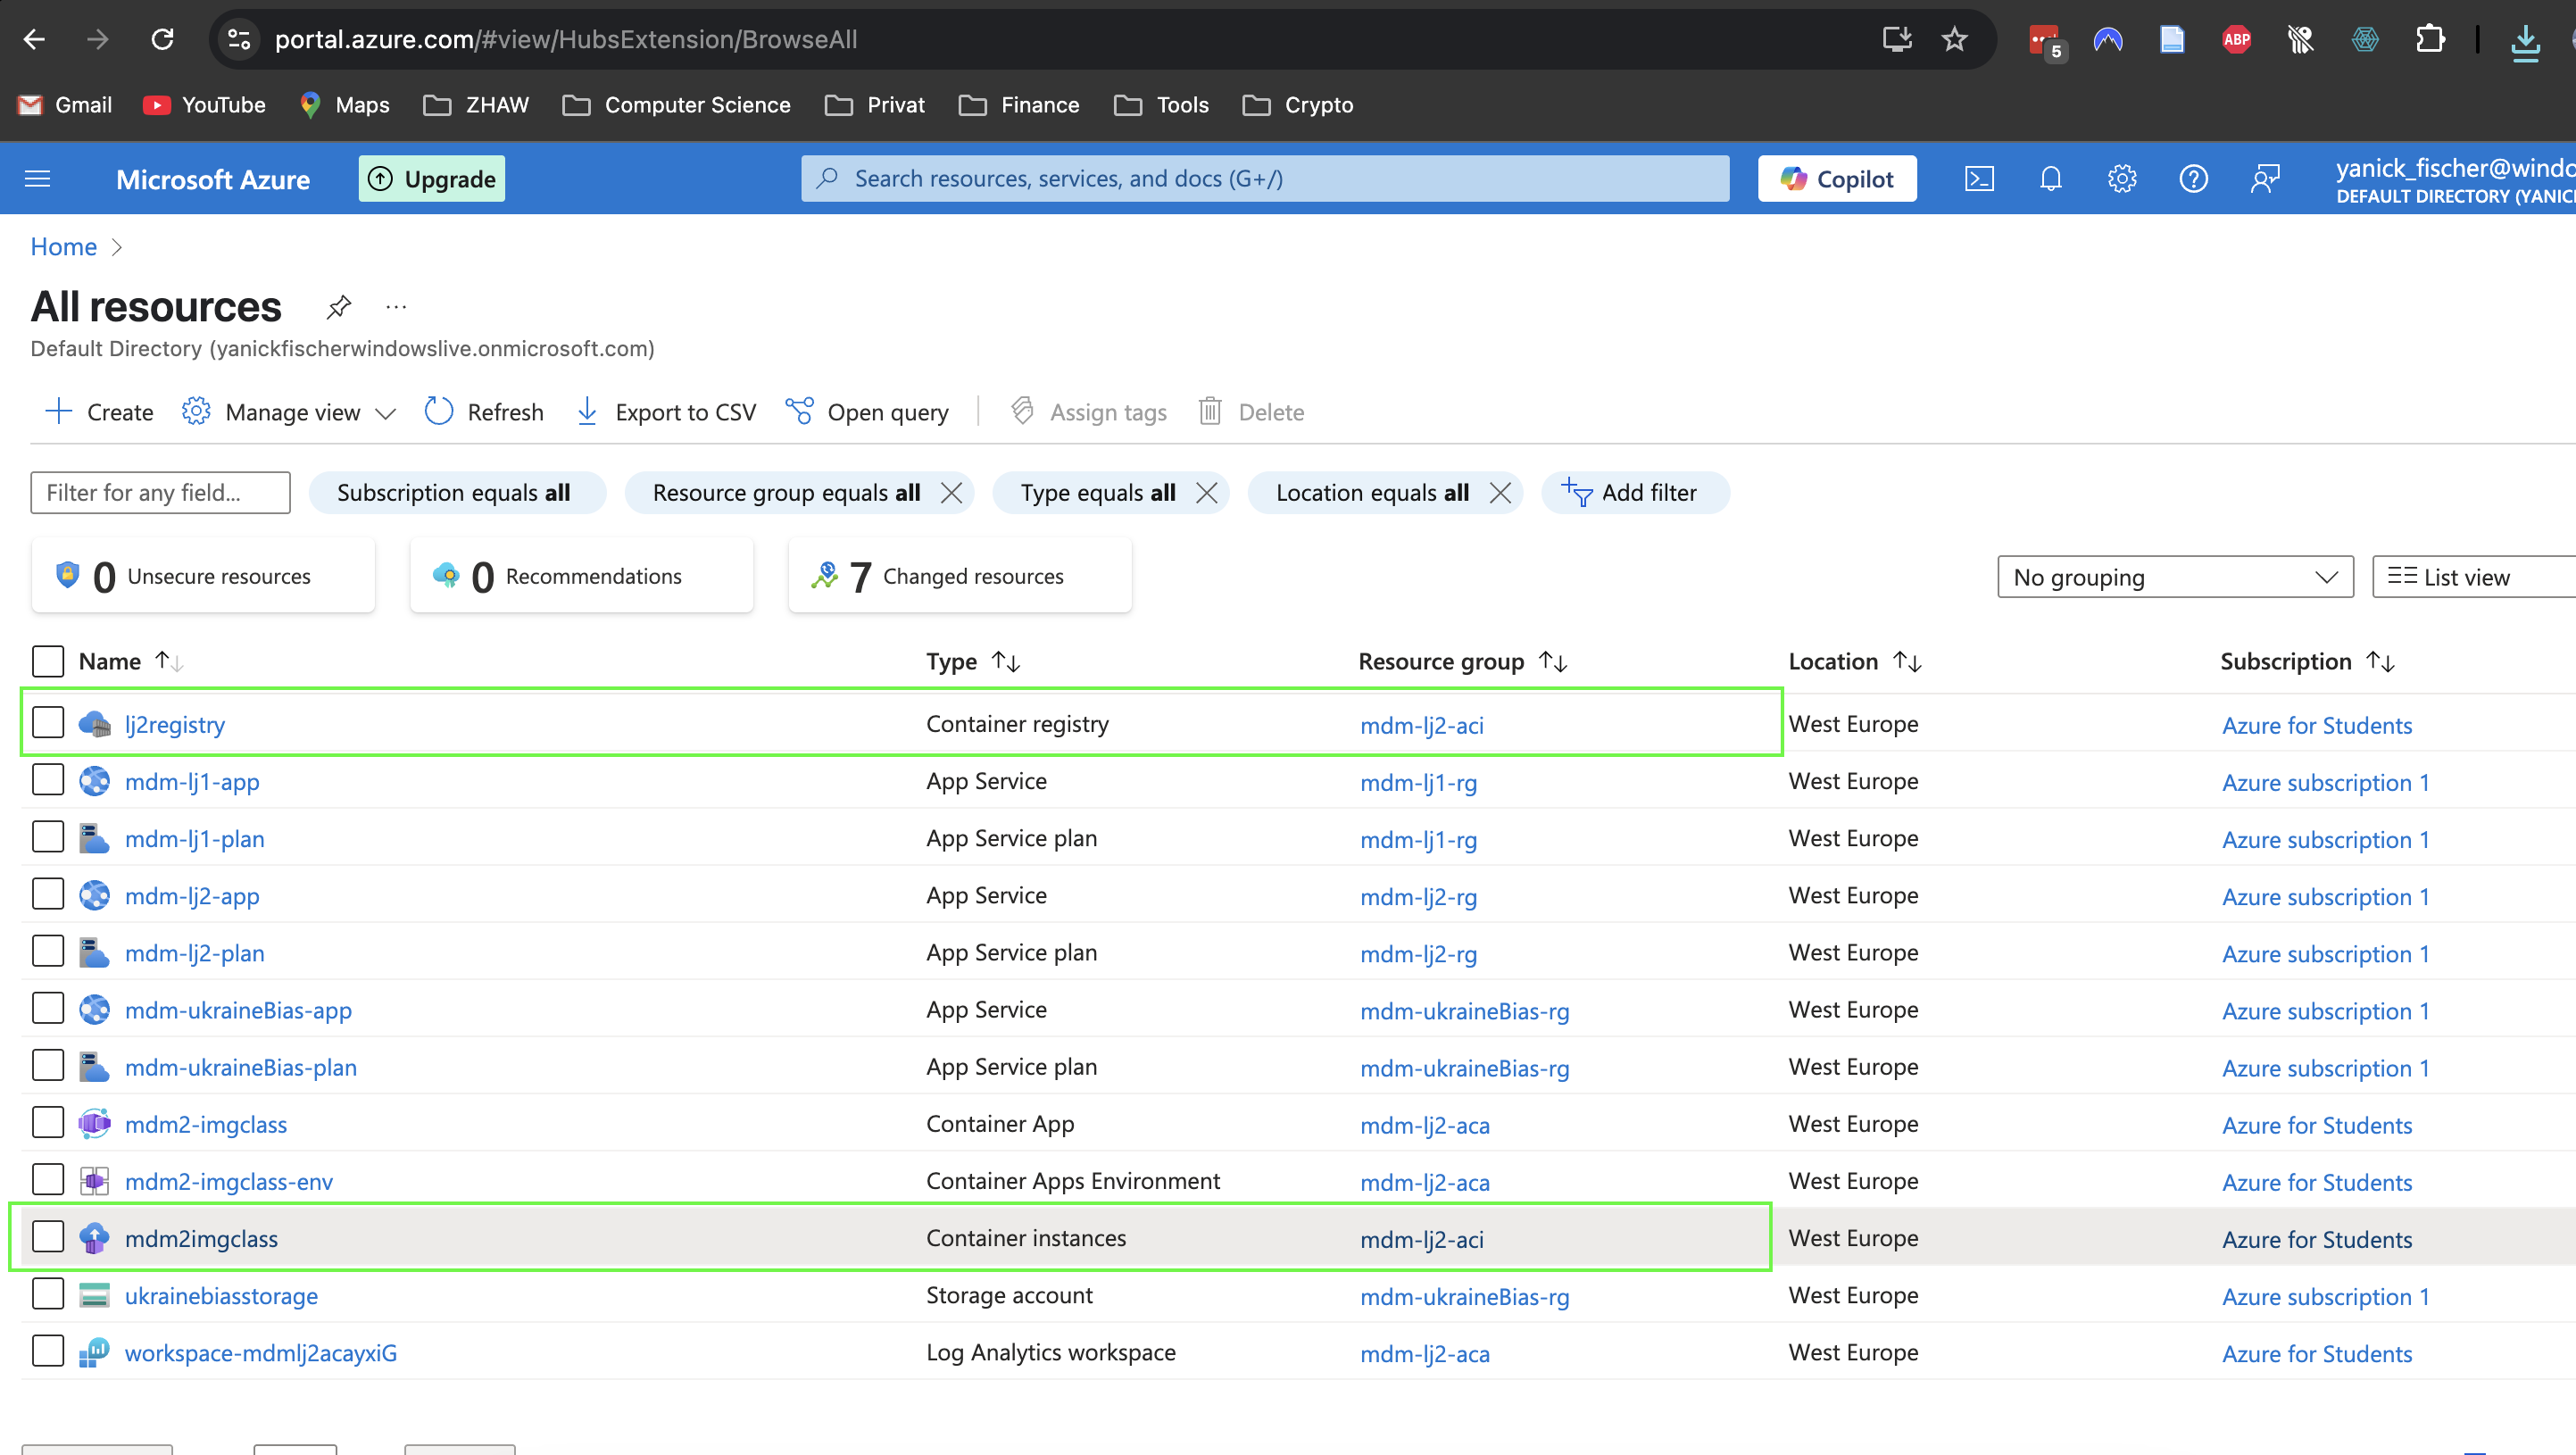 portal.azure.com/#view/HubsExtension/BrowseAll
5
ABP
Gmail YouTube Maps ZHAW Computer Science Privat Finance Tools Crypto
Microsoft Azure Upgrade Search resources, services, and docs (G+/) Copilot yanick_fischer@windo
DEFAULT DIRECTORY (YANIC
Home
All resources
Default Directory (yanickfischerwindowslive.onmicrosoft.com)
Create Manage view Refresh Export to CSV Open query Assign tags Delete
Filter for any field... Subscription equals all Resource group equals all Type equals all Location equals all Add filter
0 Unsecure resources 0 Recommendations 7 Changed resources No grouping List view
Name Type Resource group Location Subscription
lj2registry Container registry mdm-lj2-aci West Europe Azure for Students
mdm-lj1-app App Service mdm-lj1-rg West Europe Azure subscription 1
mdm-lj1-plan App Service plan mdm-lj1-rg West Europe Azure subscription 1
mdm-lj2-app App Service mdm-lj2-rg West Europe Azure subscription 1
mdm-lj2-plan App Service plan mdm-lj2-rg West Europe Azure subscription 1
mdm-ukraineBias-app App Service mdm-ukraineBias-rg West Europe Azure subscription 1
mdm-ukraineBias-plan App Service plan mdm-ukraineBias-rg West Europe Azure subscription 1
mdm2-imgclass Container App mdm-lj2-aca West Europe Azure for Students
mdm2-imgclass-env Container Apps Environment mdm-lj2-aca West Europe Azure for Students
mdm2imgclass Container instances mdm-lj2-aci West Europe Azure for Students
ukrainebiasstorage Storage account mdm-ukraineBias-rg West Europe Azure subscription 1
workspace-mdmlj2acayxiG Log Analytics workspace mdm-lj2-aca West Europe Azure for Students